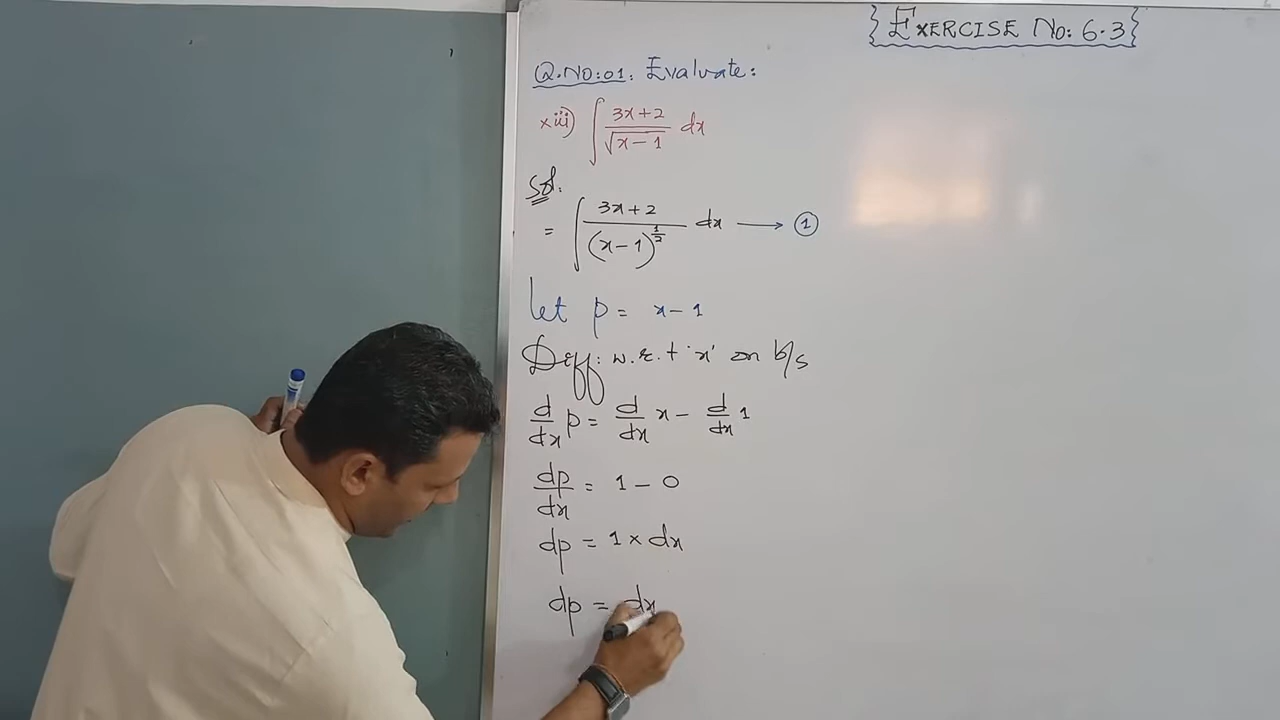 { EXERCISE NO: 6.3 }
Q.NO:01. Evaluate:
xiii) ∫ (3x+2)/√(x-1) dx
Sol.
= ∫ (3x+2)/(x-1)^(1/2) dx ⟶ ①
let p = x-1
Deff: w.r.t 'x' on b/s
d/dx p = d/dx x - d/dx 1
dp/dx = 1 - 0
dp = 1 × dx
dp = dx